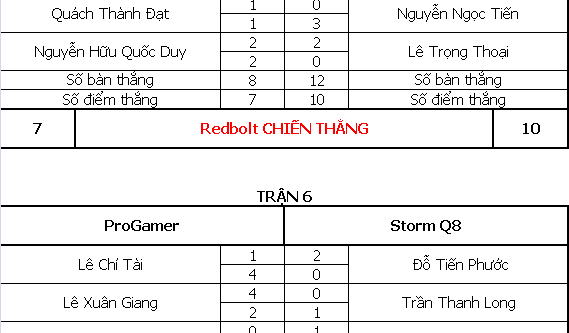 1 0
Quách Thành Đạt Nguyễn Ngọc Tiến
1 3
2 2
Nguyễn Hữu Quốc Duy Lê Trọng Thoại
2 0
Số bàn thắng 8 12 Số bàn thắng
Số điểm thắng 7 10 Số điểm thắng
7 Redbolt CHIẾN THẮNG 10
TRẬN 6
ProGamer Storm Q8
1 2
Lê Chí Tài Đỗ Tiến Phước
4 0
4 0
Lê Xuân Giang Trần Thanh Long
2 1
0 1